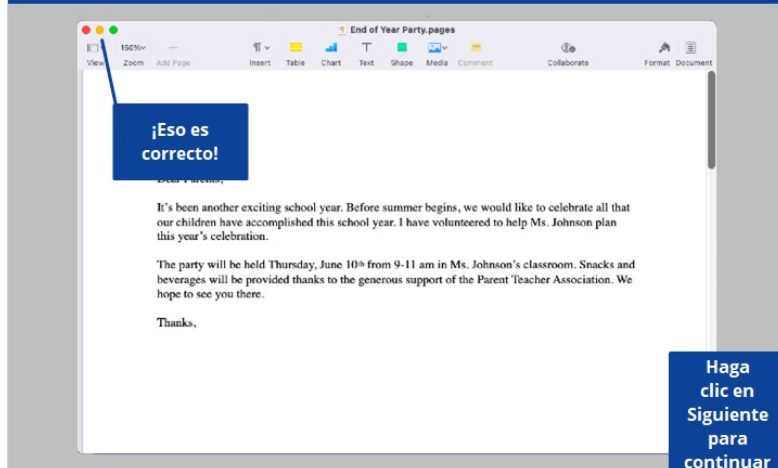 End of Year Party.pages
150%
View Zoom Add Page Insert Table Chart Text Shape Media Comment Collaborate Format Document
¡Eso es
correcto!
Dear Parents,
It's been another exciting school year. Before summer begins, we would like to celebrate all that
our children have accomplished this school year. I have volunteered to help Ms. Johnson plan
this year's celebration.
The party will be held Thursday, June 10th from 9-11 am in Ms. Johnson's classroom. Snacks and
beverages will be provided thanks to the generous support of the Parent Teacher Association. We
hope to see you there.
Thanks,
Haga
clic en
Siguiente
para
continuar